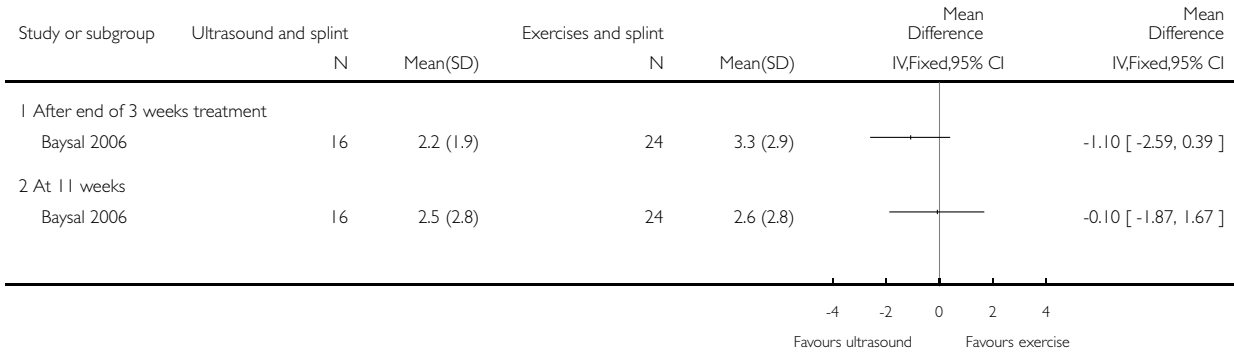 Mean Mean
Study or subgroup Ultrasound and splint Exercises and splint Difference Difference
N Mean(SD) N Mean(SD) IV,Fixed,95% CI IV,Fixed,95% CI
1 After end of 3 weeks treatment
Baysal 2006 16 2.2 (1.9) 24 3.3 (2.9) -1.10 [ -2.59, 0.39 ]
2 At 11 weeks
Baysal 2006 16 2.5 (2.8) 24 2.6 (2.8) -0.10 [ -1.87, 1.67 ]
-4 -2 0 2 4
Favours ultrasound Favours exercise